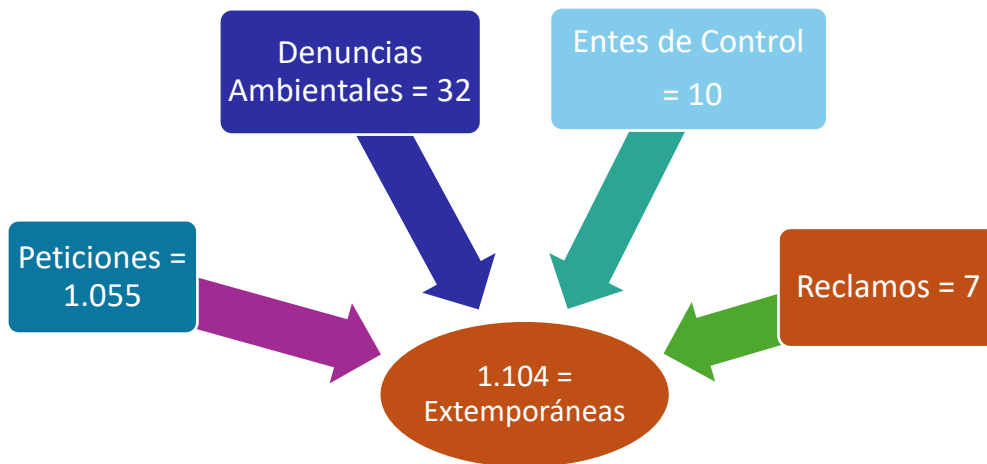 Denuncias
Ambientales = 32
Entes de Control
= 10
Peticiones =
1.055
Reclamos = 7
1.104 =
Extemporáneas